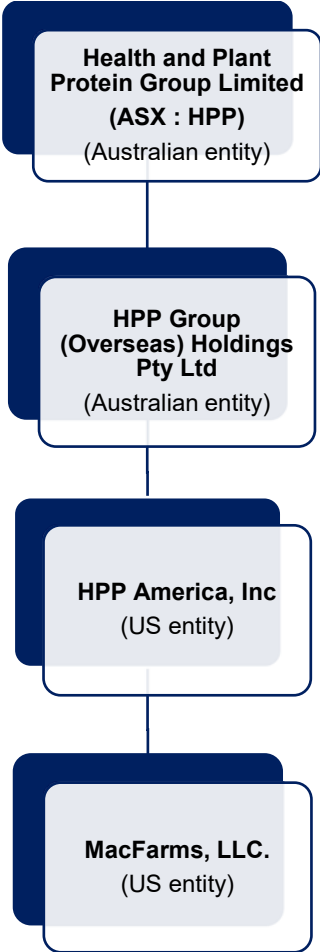 Health and Plant
Protein Group Limited
(ASX : HPP)
(Australian entity)
HPP Group
(Overseas) Holdings
Pty Ltd
(Australian entity)
HPP America, Inc
(US entity)
MacFarms, LLC.
(US entity)